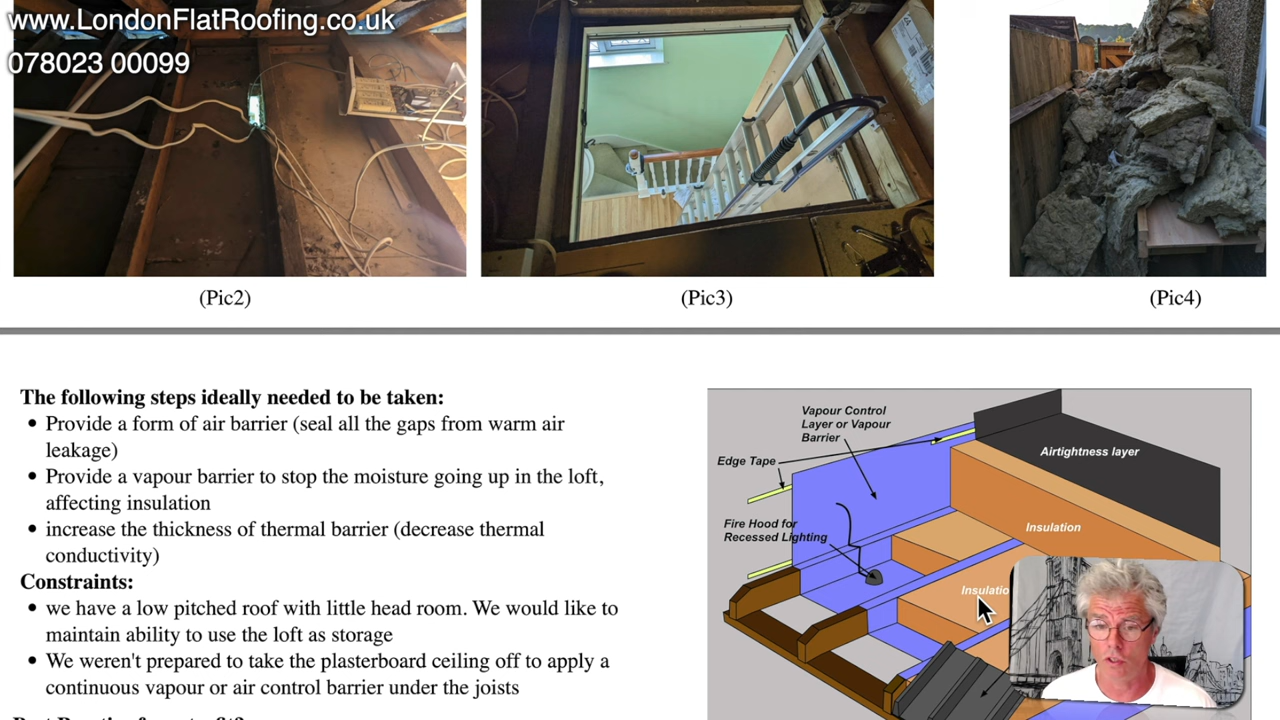 www.LondonFlatRoofing.co.uk
078023 00099
(Pic2)
(Pic3)
(Pic4)
The following steps ideally needed to be taken:
• Provide a form of air barrier (seal all the gaps from warm air
leakage)
• Provide a vapour barrier to stop the moisture going up in the loft,
affecting insulation
• increase the thickness of thermal barrier (decrease thermal
conductivity)
Constraints:
• we have a low pitched roof with little head room. We would like to
maintain ability to use the loft as storage
• We weren't prepared to take the plasterboard ceiling off to apply a
continuous vapour or air control barrier under the joists
Vapour Control
Layer or Vapour
Barrier
Edge Tape
Airtightness layer
Fire Hood for
Recessed Lighting
Insulation
Insulatio